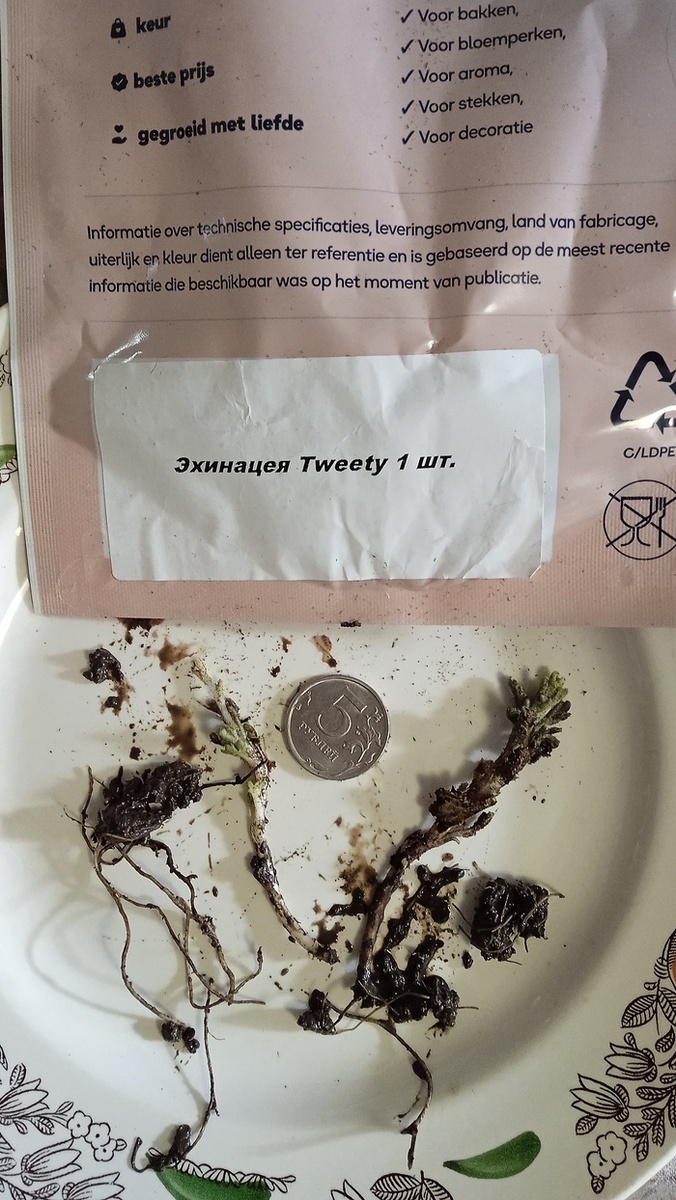 keur
beste prijs
gegroeid met liefde
✓ Voor bakken,
✓ Voor bloemperken,
✓ Voor aroma,
✓ Voor stekken,
✓ Voor decoratie
Informatie over technische specificaties, leveringsomvang, land van fabricage,
uiterlijk en kleur dient alleen ter referentie en is gebaseerd op de meest recente
informatie die beschikbaar was op het moment van publicatie.
C/LDPE
Эхинацея Tweety 1 шт.
5
РУБЛЕЙ